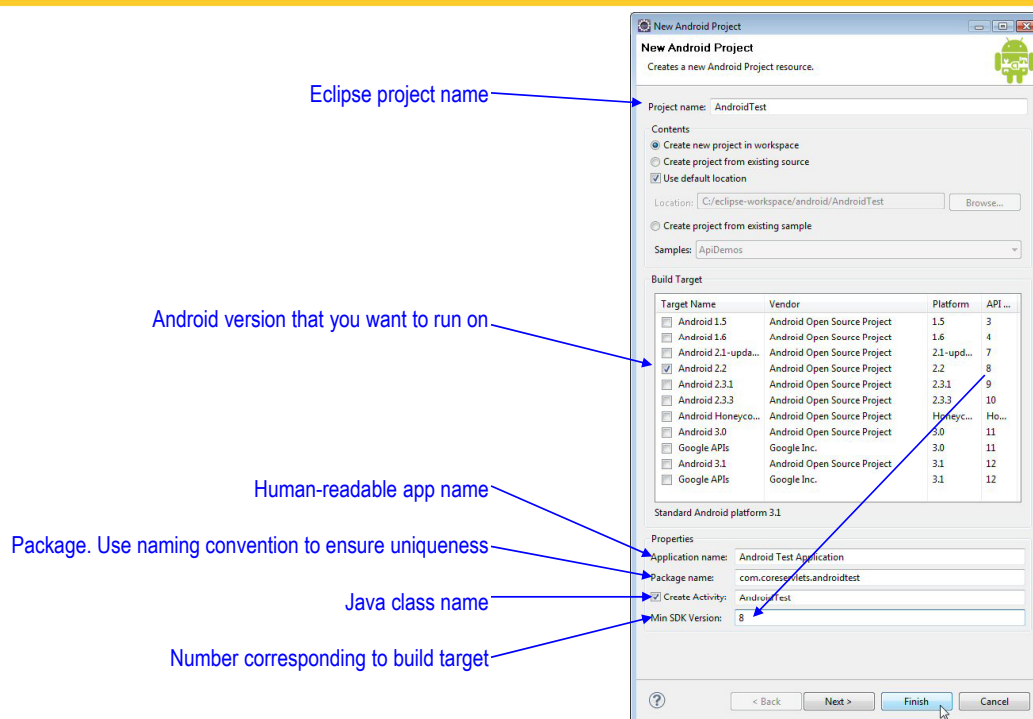 New Android Project
New Android Project
Creates a new Android Project resource.
Eclipse project name
Project name: AndroidTest
Contents
Create new project in workspace
Create project from existing source
Use default location
Location: C:/eclipse-workspace/android/AndroidTest Browse...
Create project from existing sample
Samples: ApiDemos
Build Target
Target Name Vendor Platform API ...
Android 1.5 Android Open Source Project 1.5 3
Android 1.6 Android Open Source Project 1.6 4
Android version that you want to run on
Android 2.1-upda... Android Open Source Project 2.1-upd... 7
Android 2.2 Android Open Source Project 2.2 8
Android 2.3.1 Android Open Source Project 2.3.1 9
Android 2.3.3 Android Open Source Project 2.3.3 10
Android Honeyco... Android Open Source Project Honeyc... Ho...
Android 3.0 Android Open Source Project 3.0 11
Google APIs Google Inc. 3.0 11
Android 3.1 Android Open Source Project 3.1 12
Google APIs Google Inc. 3.1 12
Human-readable app name
Standard Android platform 3.1
Properties
Package. Use naming convention to ensure uniqueness
Application name: Android Test Application
Package name: com.coreservlets.androidtest
Java class name
Create Activity: AndroidTest
Min SDK Version: 8
Number corresponding to build target
? < Back Next > Finish Cancel